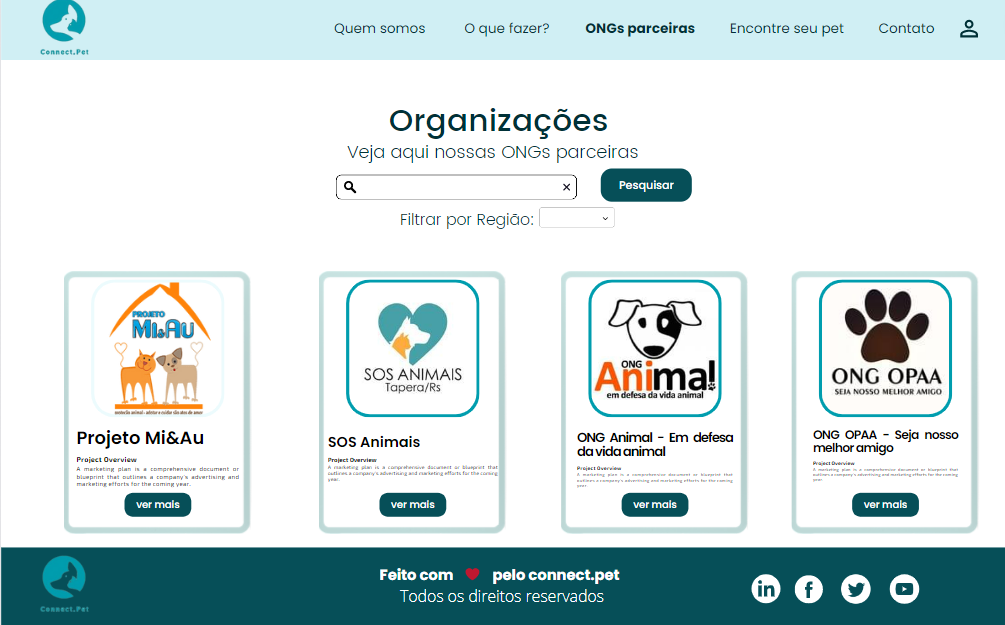 Connect.Pet
Quem somos
O que fazer?
ONGs parceiras
Encontre seu pet
Contato
Organizações
Veja aqui nossas ONGs parceiras
Pesquisar
Filtrar por Região:
PROJETO
Mi&Au
SOS ANIMAIS
Tapera/Rs
ONG
Animal
em defesa da vida animal
ONG OPAA
SEJA NOSSO MELHOR AMIGO
Projeto Mi&Au
Project Overview
A marketing plan is a comprehensive document or
blueprint that outlines a company's advertising and
marketing efforts for the coming year.
ver mais
SOS Animais
Project Overview
A marketing plan is a comprehensive document or blueprint that
outlines a company's advertising and marketing efforts for the coming
year.
ver mais
ONG Animal - Em defesa
da vida animal
Project Overview
A marketing plan is a comprehensive document or blueprint that
outlines a company's advertising and marketing efforts for the coming
year.
ver mais
ONG OPAA - Seja nosso
melhor amigo
Project Overview
A marketing plan is a comprehensive document or blueprint that
outlines a company's advertising and marketing efforts for the coming
year.
ver mais
Connect.Pet
Feito com pelo connect.pet
Todos os direitos reservados